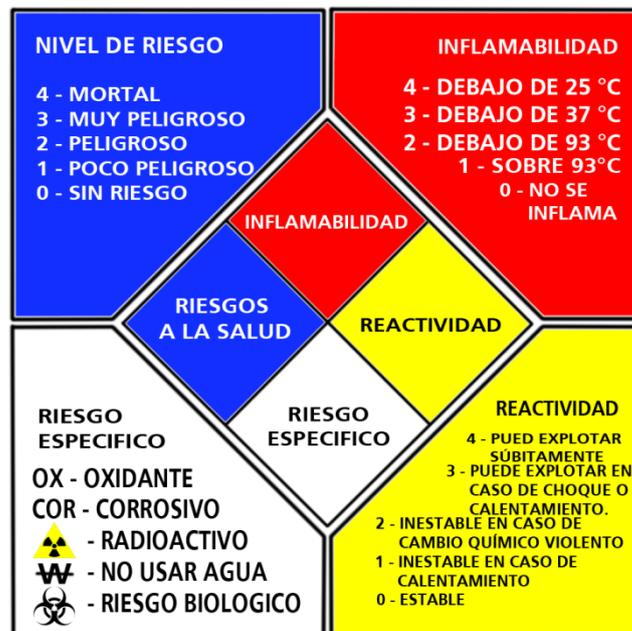 NIVEL DE RIESGO
4 - MORTAL
3 - MUY PELIGROSO
2 - PELIGROSO
1 - POCO PELIGROSO
0 - SIN RIESGO
INFLAMABILIDAD
4 - DEBAJO DE 25 °C
3 - DEBAJO DE 37 °C
2 - DEBAJO DE 93 °C
1 - SOBRE 93°C
0 - NO SE
INFLAMA
INFLAMABILIDAD
RIESGOS
A LA SALUD
REACTIVIDAD
RIESGO
ESPECIFICO
RIESGO
ESPECIFICO
OX - OXIDANTE
COR - CORROSIVO
- RADIOACTIVO
W - NO USAR AGUA
- RIESGO BIOLOGICO
REACTIVIDAD
4 - PUED EXPLOTAR
SÚBITAMENTE
3 - PUEDE EXPLOTAR EN
CASO DE CHOQUE O
CALENTAMIENTO.
2 - INESTABLE EN CASO DE
CAMBIO QUÍMICO VIOLENTO
1 - INESTABLE EN CASO DE
CALENTAMIENTO
0 - ESTABLE